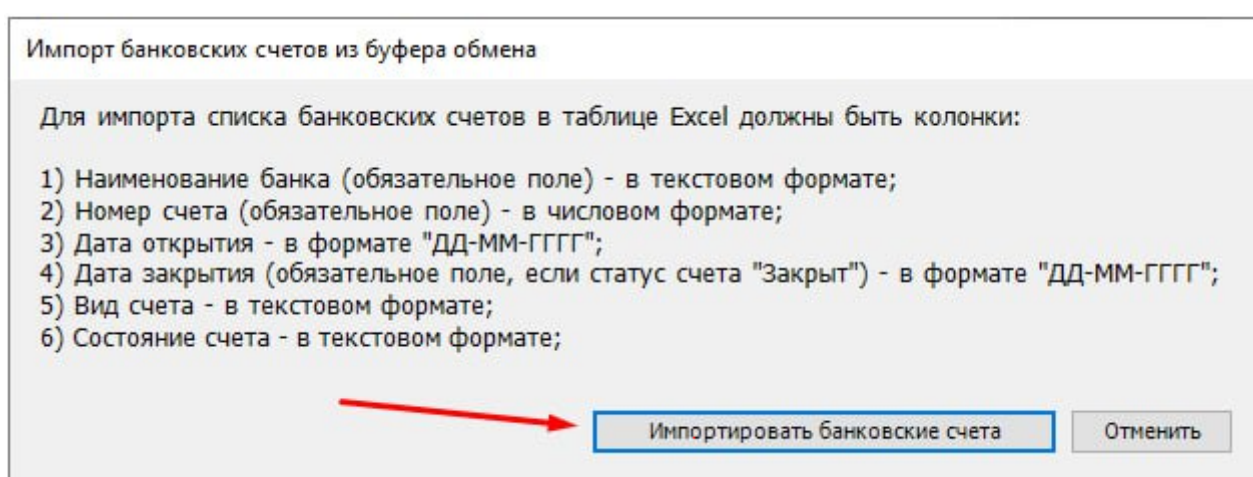 Импорт банковских счетов из буфера обмена
Для импорта списка банковских счетов в таблице Excel должны быть колонки:
1) Наименование банка (обязательное поле) - в текстовом формате;
2) Номер счета (обязательное поле) - в числовом формате;
3) Дата открытия - в формате "ДД-ММ-ГГГГ";
4) Дата закрытия (обязательное поле, если статус счета "Закрыт") - в формате "ДД-ММ-ГГГГ";
5) Вид счета - в текстовом формате;
6) Состояние счета - в текстовом формате;
Импортировать банковские счета
Отменить